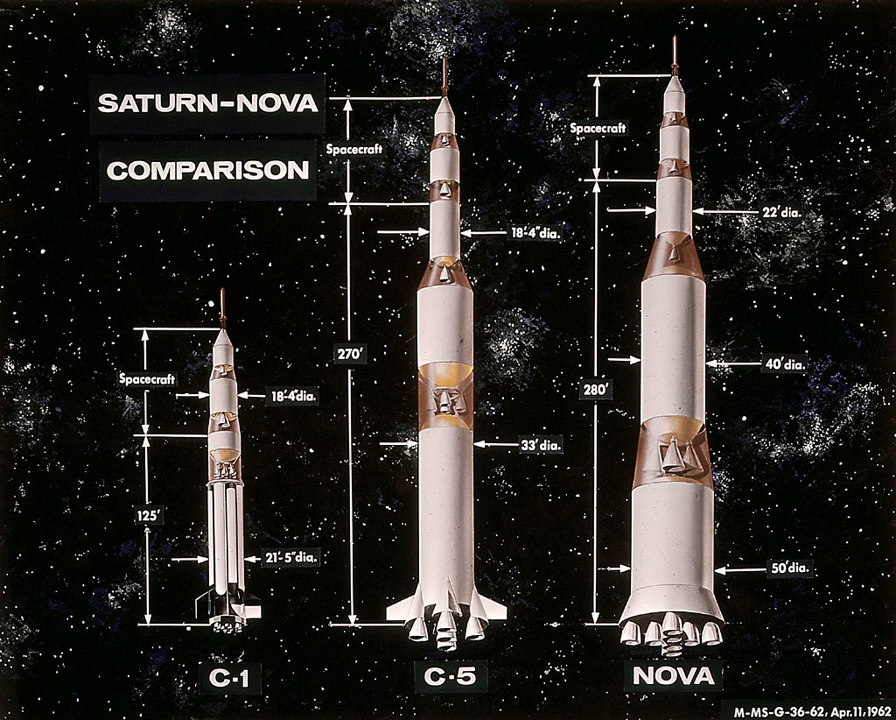 SATURN-NOVA
COMPARISON
Spacecraft
18'-4"dia.
125'
21'-5"dia.
C-1
Spacecraft
18'-4"dia.
270'
33'dia.
C-5
Spacecraft
22'dia.
40'dia.
280'
50'dia.
NOVA
M-MS-G-36-62, Apr.11,1962